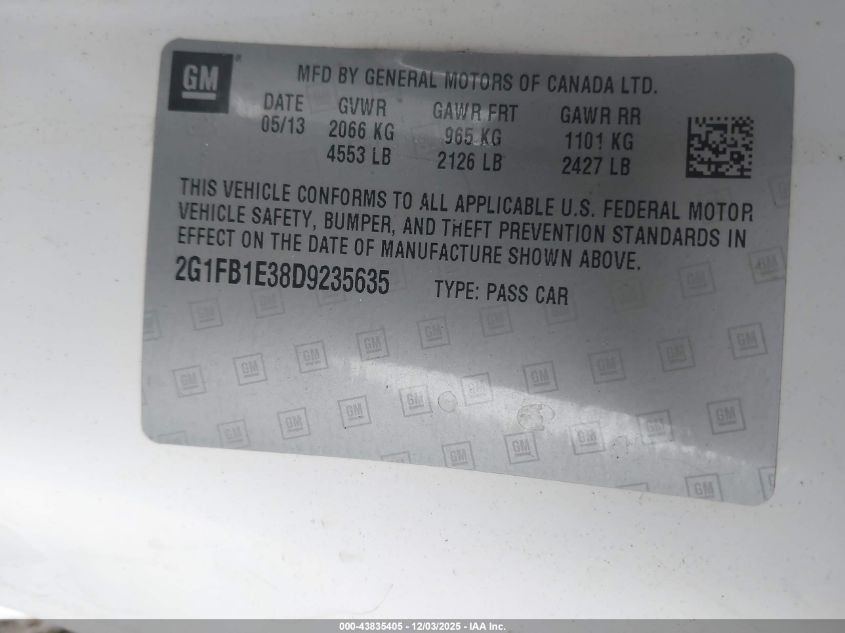 GM
MFD BY GENERAL MOTORS OF CANADA LTD.
DATE GVWR GAWR FRT GAWR RR
05/13 2066 KG 965 KG 1101 KG
4553 LB 2126 LB 2427 LB
THIS VEHICLE CONFORMS TO ALL APPLICABLE U.S. FEDERAL MOTOR
VEHICLE SAFETY, BUMPER, AND THEFT PREVENTION STANDARDS IN
EFFECT ON THE DATE OF MANUFACTURE SHOWN ABOVE.
2G1FB1E38D9235635 TYPE: PASS CAR
000-43835405 - 12/03/2025 - IAA Inc.